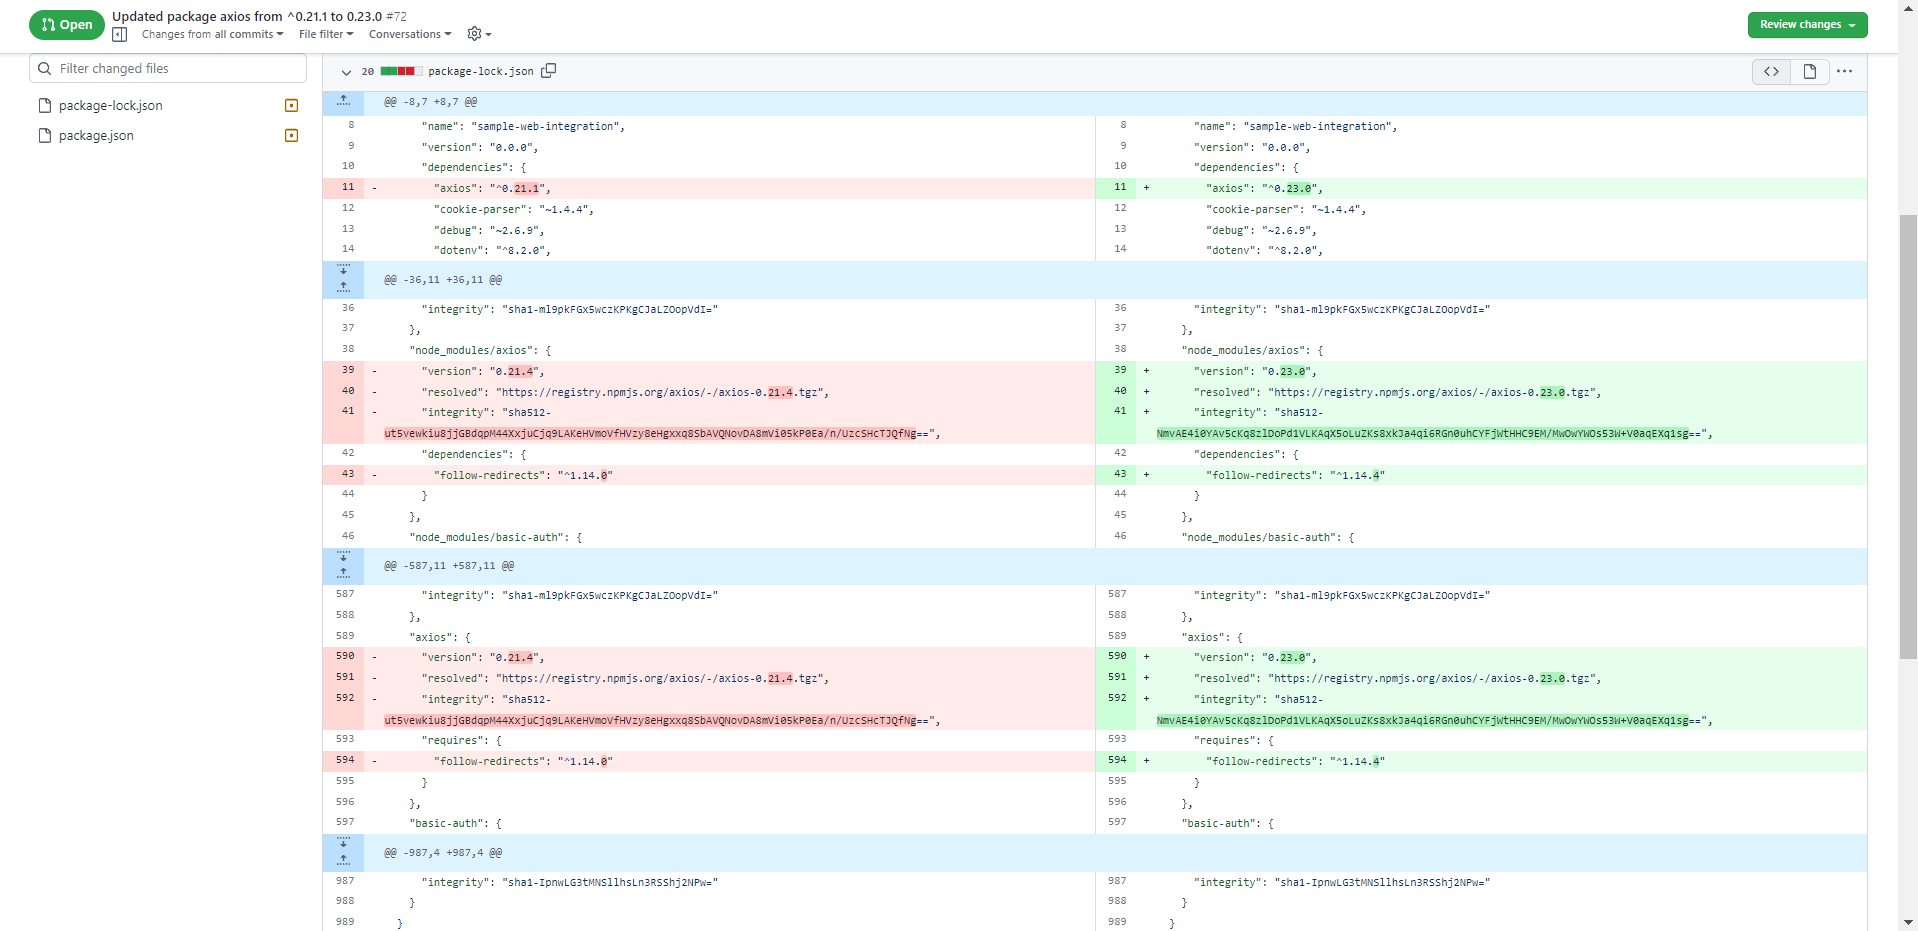 Open
Updated package axios from ^0.21.1 to 0.23.0 #72
Changes from all commits File filter Conversations
Review changes
Filter changed files
package-lock.json
package.json
20 package-lock.json
@@ -8,7 +8,7 @@
8 "name": "sample-web-integration", 8 "name": "sample-web-integration",
9 "version": "0.0.0", 9 "version": "0.0.0",
10 "dependencies": { 10 "dependencies": {
11 - "axios": "^0.21.1", 11 + "axios": "^0.23.0",
12 "cookie-parser": "~1.4.4", 12 "cookie-parser": "~1.4.4",
13 "debug": "~2.6.9", 13 "debug": "~2.6.9",
14 "dotenv": "^8.2.0", 14 "dotenv": "^8.2.0",
@@ -36,11 +36,11 @@
36 "integrity": "sha1-ml9pkFGx5wczKPKgCJaLZOopVdI=" 36 "integrity": "sha1-ml9pkFGx5wczKPKgCJaLZOopVdI="
37 }, 37 },
38 "node_modules/axios": { 38 "node_modules/axios": {
39 - "version": "0.21.4", 39 + "version": "0.23.0",
40 - "resolved": "https://registry.npmjs.org/axios/-/axios-0.21.4.tgz", 40 + "resolved": "https://registry.npmjs.org/axios/-/axios-0.23.0.tgz",
41 - "integrity": "sha512- 41 + "integrity": "sha512-
ut5vewkiu8jjGBdqpM44XxjuCjq9LAKeHVmoVfHVzy8eHgxxq8SbAVQNovDA8mVi05kP0Ea/n/UzcSHcTJQfNg==", NmvAE4i0YAv5cKq8zlDoPd1VLKAqX5oLuZKs8xkJa4qi6RGn0uhCYFjWtHHC9EM/MwOwYWOs53W+V0aqEXq1sg==",
42 "dependencies": { 42 "dependencies": {
43 - "follow-redirects": "^1.14.0" 43 + "follow-redirects": "^1.14.4"
44 } 44 }
45 }, 45 },
46 "node_modules/basic-auth": { 46 "node_modules/basic-auth": {
@@ -587,11 +587,11 @@
587 "integrity": "sha1-ml9pkFGx5wczKPKgCJaLZOopVdI=" 587 "integrity": "sha1-ml9pkFGx5wczKPKgCJaLZOopVdI="
588 }, 588 },
589 "axios": { 589 "axios": {
590 - "version": "0.21.4", 590 + "version": "0.23.0",
591 - "resolved": "https://registry.npmjs.org/axios/-/axios-0.21.4.tgz", 591 + "resolved": "https://registry.npmjs.org/axios/-/axios-0.23.0.tgz",
592 - "integrity": "sha512- 592 + "integrity": "sha512-
ut5vewkiu8jjGBdqpM44XxjuCjq9LAKeHVmoVfHVzy8eHgxxq8SbAVQNovDA8mVi05kP0Ea/n/UzcSHcTJQfNg==", NmvAE4i0YAv5cKq8zlDoPd1VLKAqX5oLuZKs8xkJa4qi6RGn0uhCYFjWtHHC9EM/MwOwYWOs53W+V0aqEXq1sg==",
593 "requires": { 593 "requires": {
594 - "follow-redirects": "^1.14.0" 594 + "follow-redirects": "^1.14.4"
595 } 595 }
596 }, 596 },
597 "basic-auth": { 597 "basic-auth": {
@@ -987,4 +987,4 @@
987 "integrity": "sha1-IpnwLG3tMNSllhsLn3RSShj2NPw=" 987 "integrity": "sha1-IpnwLG3tMNSllhsLn3RSShj2NPw="
988 } 988 }
989 } 989 }